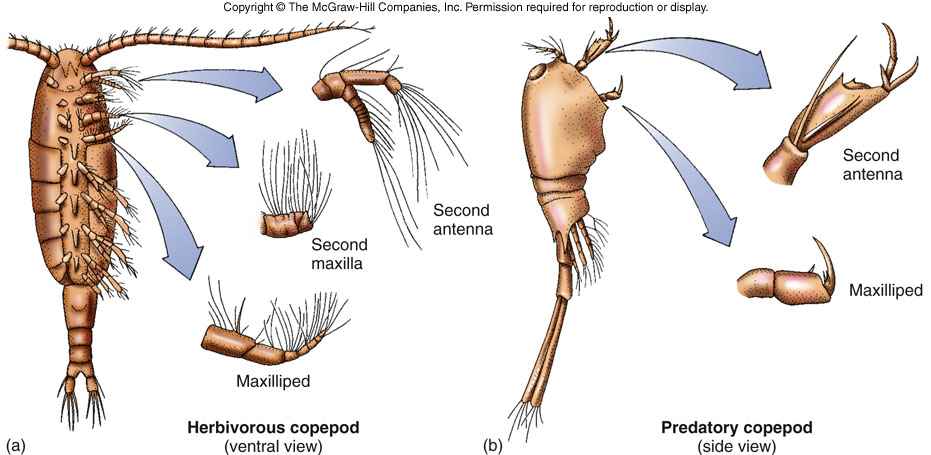 Copyright © The McGraw-Hill Companies, Inc. Permission required for reproduction or display.
Second
antenna
Second
maxilla
Maxilliped
Herbivorous copepod
(ventral view)
(a)
Second
antenna
Maxilliped
Predatory copepod
(side view)
(b)